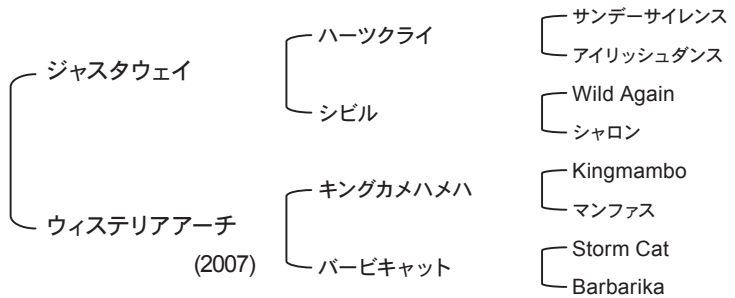 ジャスタウェイ
ハーツクライ
サンデーサイレンス
アイリッシュダンス
シビル
Wild Again
シャロン
ウィステリアアーチ
(2007)
キングカメハメハ
Kingmambo
マンファス
バービキャット
Storm Cat
Barbarika